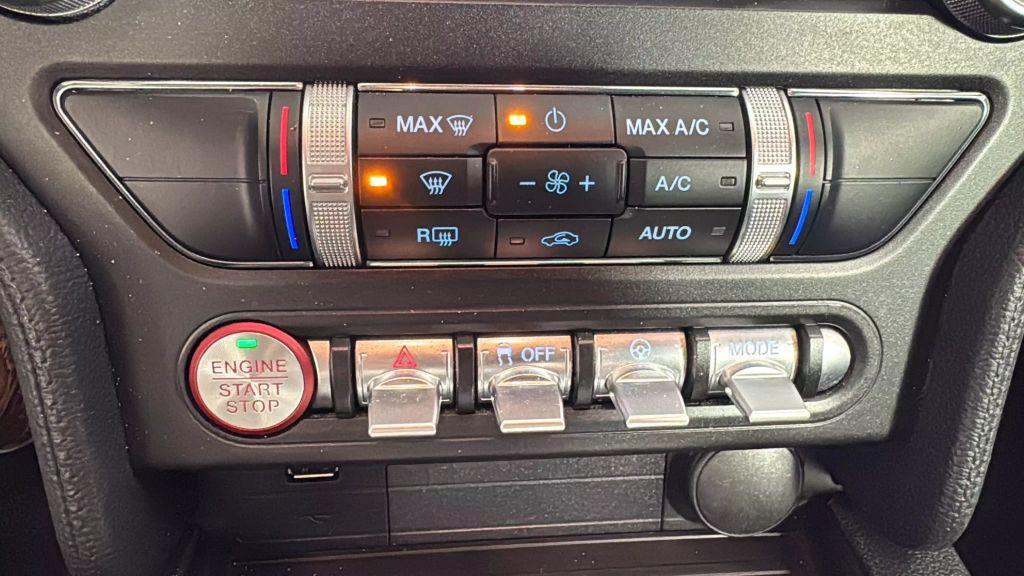 MAX
MAX A/C
- +
A/C
R
AUTO
ENGINE
START
STOP
OFF
MODE